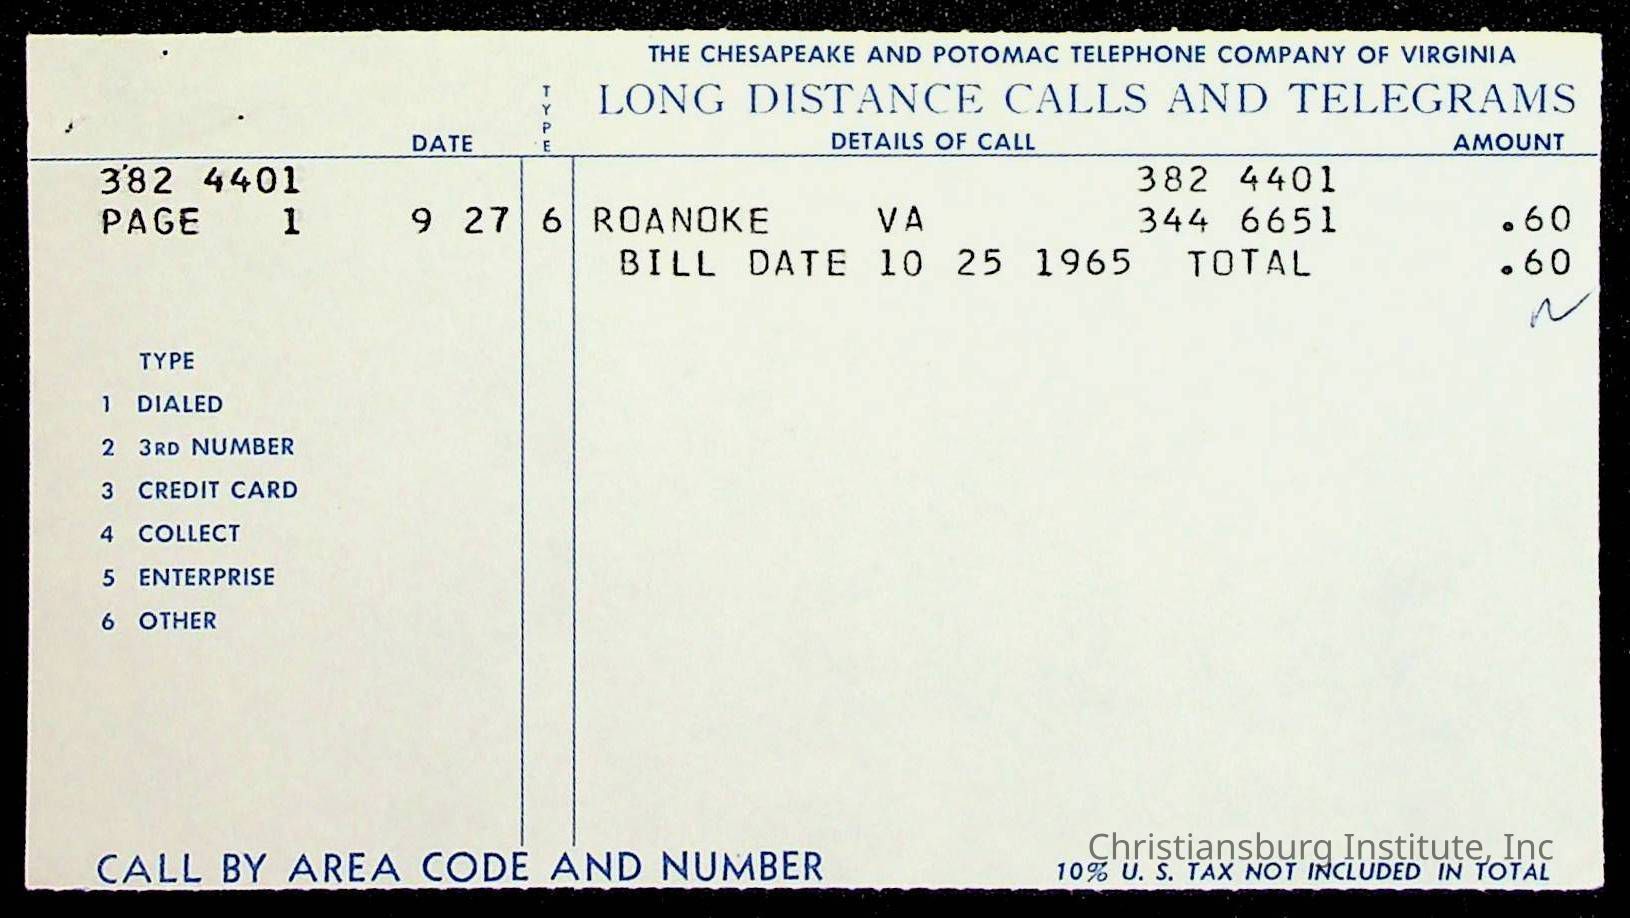 THE CHESAPEAKE AND POTOMAC TELEPHONE COMPANY OF VIRGINIA
LONG DISTANCE CALLS AND TELEGRAMS
DATE TYPE DETAILS OF CALL AMOUNT
382 4401 382 4401
PAGE 1 9 27 6 ROANOKE VA 344 6651 .60
BILL DATE 10 25 1965 TOTAL .60
TYPE
1 DIALED
2 3RD NUMBER
3 CREDIT CARD
4 COLLECT
5 ENTERPRISE
6 OTHER
Christiansburg Institute, Inc
CALL BY AREA CODE AND NUMBER 10% U. S. TAX NOT INCLUDED IN TOTAL